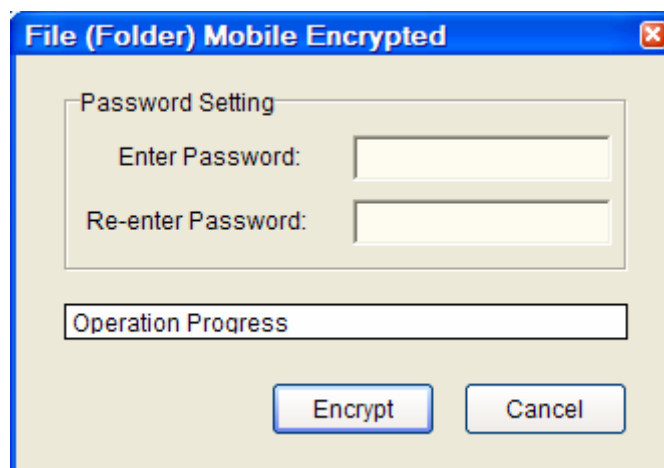 File (Folder) Mobile Encrypted
Password Setting
Enter Password:
Re-enter Password:
Operation Progress
Encrypt Cancel